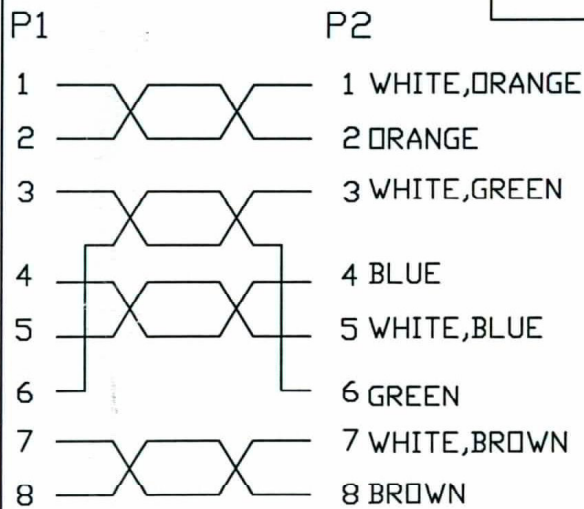 P1 P2
1 1 WHITE,ORANGE
2 2 ORANGE
3 3 WHITE,GREEN
4 4 BLUE
5 5 WHITE,BLUE
6 6 GREEN
7 7 WHITE,BROWN
8 8 BROWN